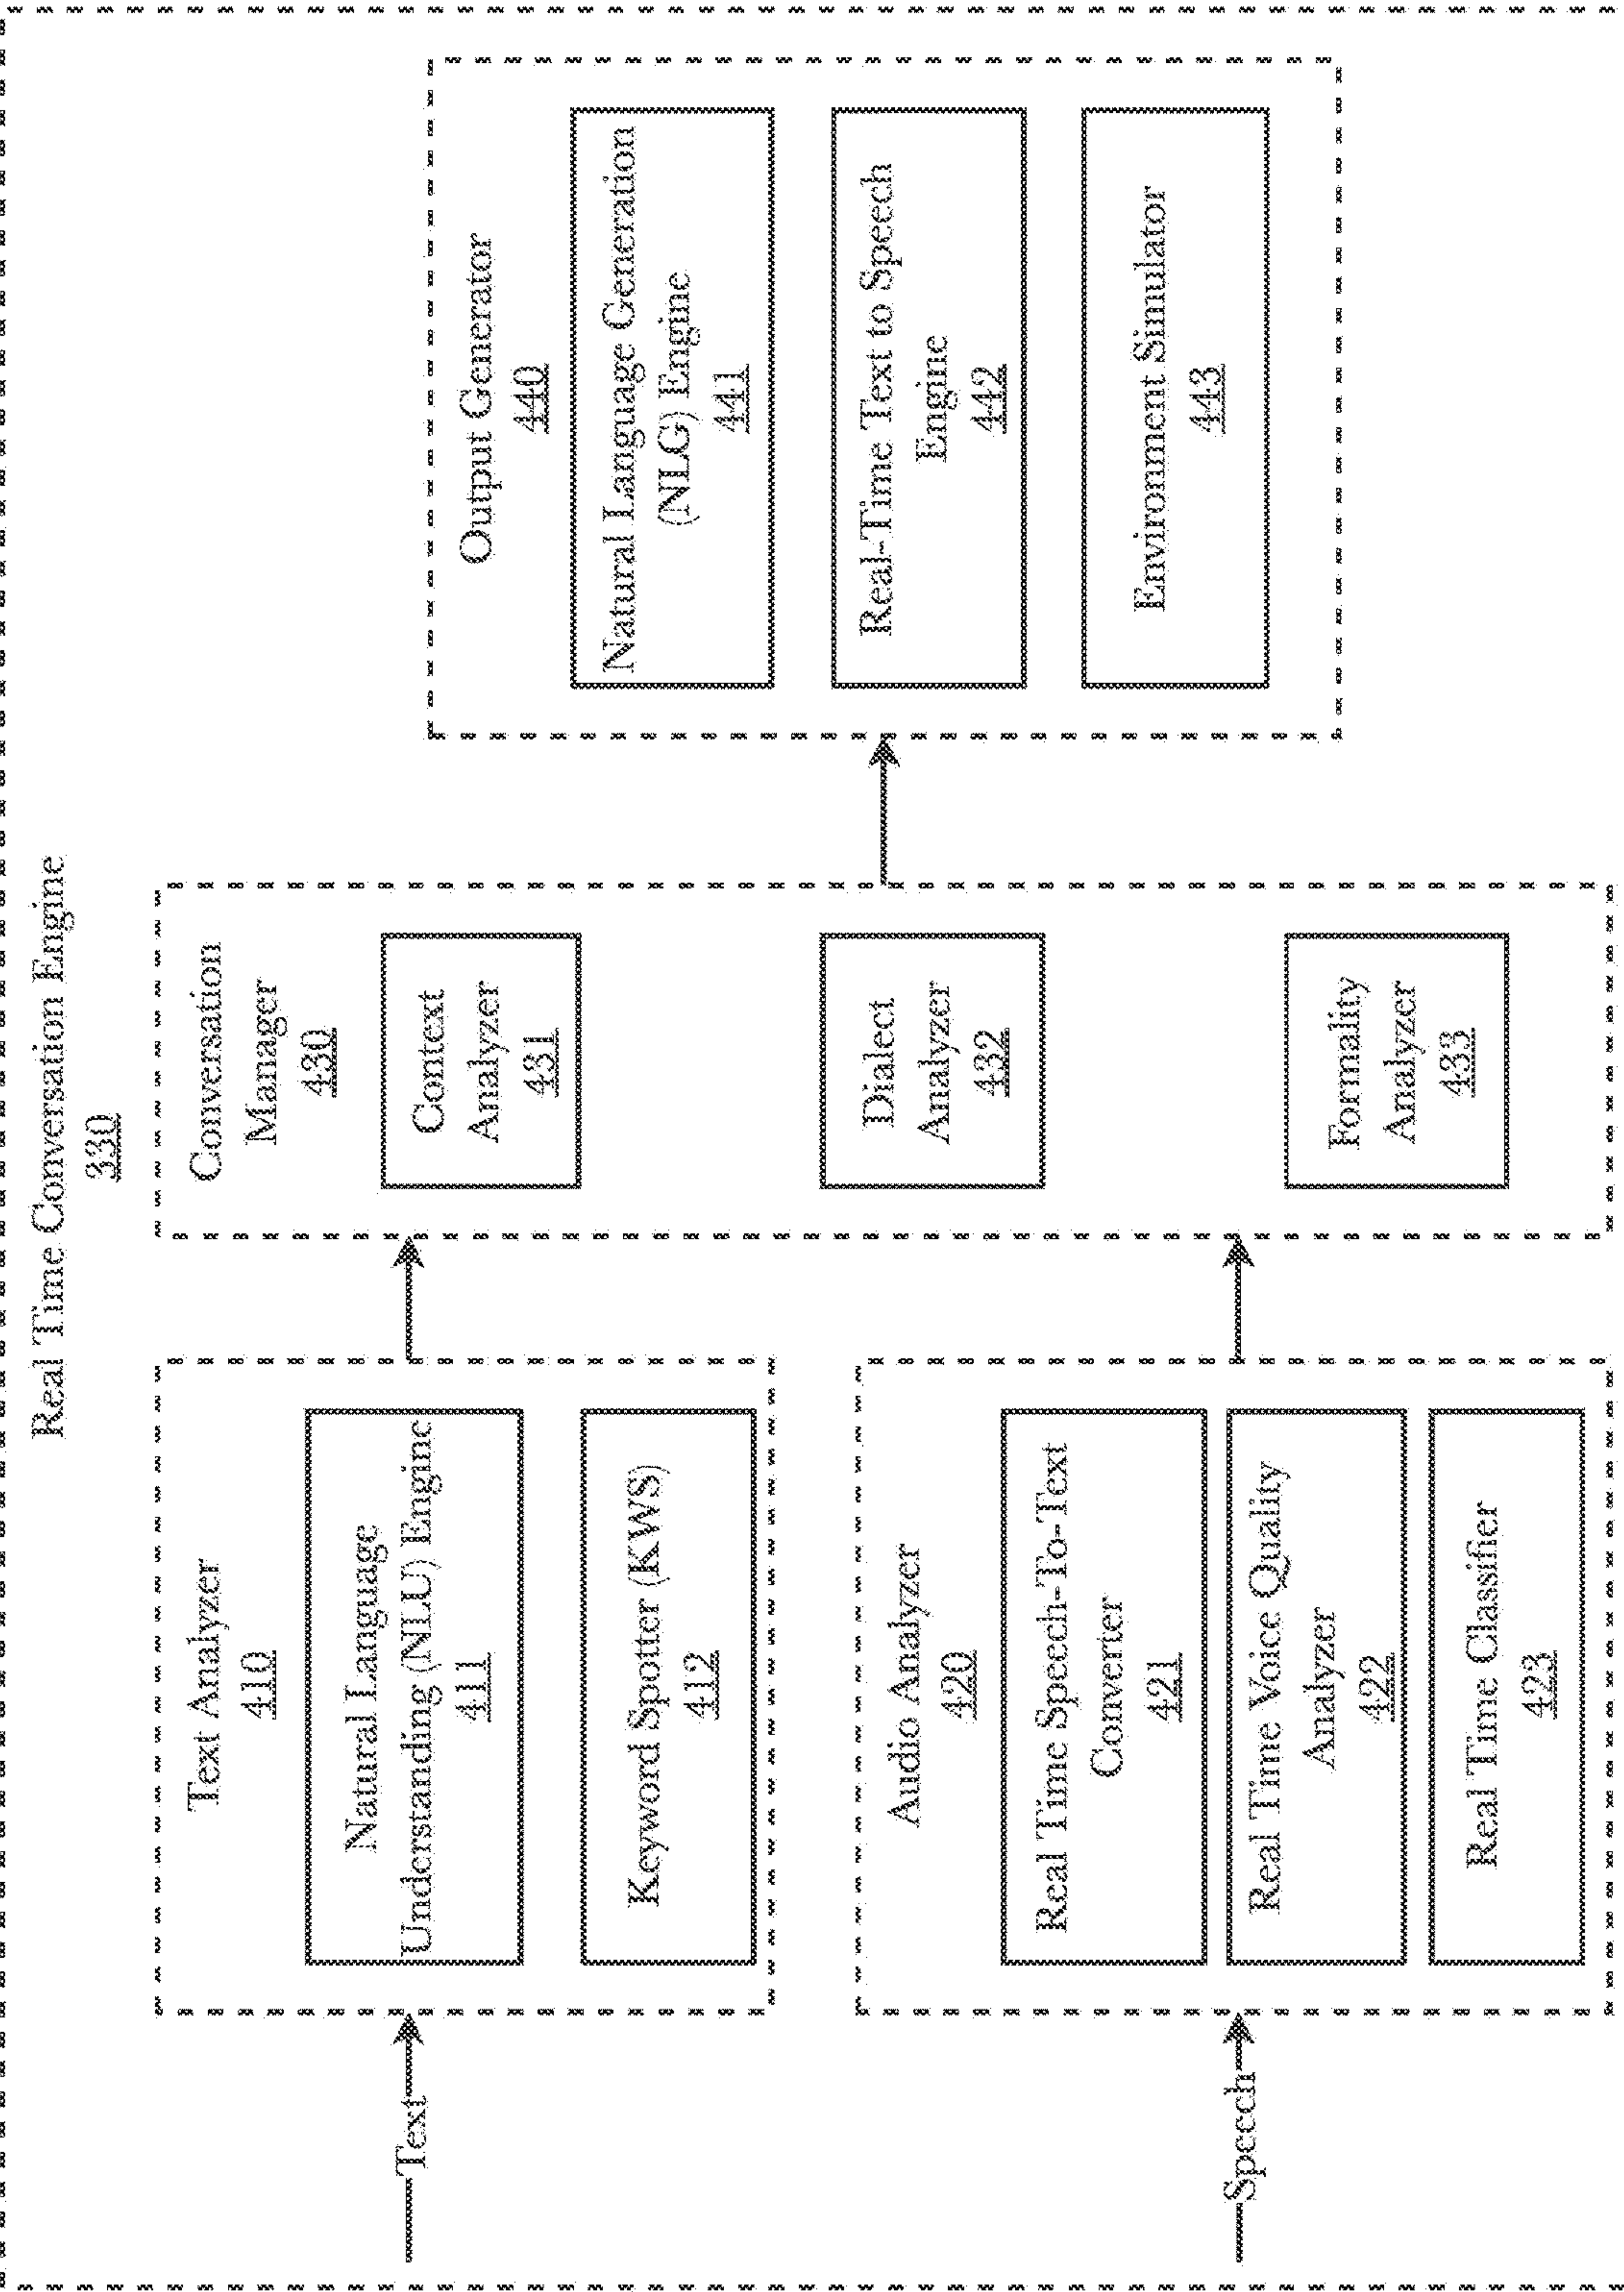 Real Time Conversation Engine
330
Text
Text Analyzer
410
Natural Language
Understanding (NLU) Engine
411
Keyword Spotter (KWS)
412
Speech
Audio Analyzer
420
Real Time Speech-To-Text
Converter
421
Real Time Voice Quality
Analyzer
422
Real Time Classifier
423
Conversation
Manager
430
Context
Analyzer
431
Dialect
Analyzer
432
Formality
Analyzer
433
Output Generator
440
Natural Language Generation
(NLG) Engine
441
Real-Time Text to Speech
Engine
442
Environment Simulator
443